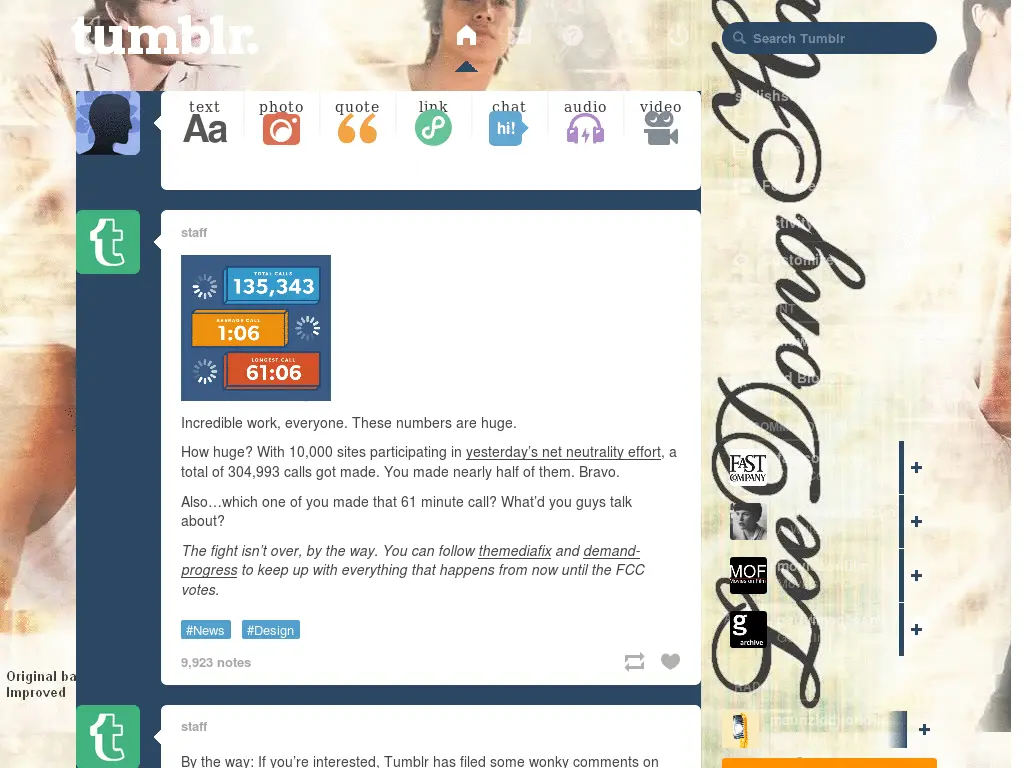 tumblr.
Search Tumblr
text photo quote link chat audio video
Aa
hi!
staff
TOTAL CALLS
135,343
AVERAGE CALL
1:06
LONGEST CALL
61:06
Incredible work, everyone. These numbers are huge.
How huge? With 10,000 sites participating in yesterday's net neutrality effort, a
total of 304,993 calls got made. You made nearly half of them. Bravo.
Also…which one of you made that 61 minute call? What'd you guys talk
about?
The fight isn't over, by the way. You can follow themediafix and demand-
progress to keep up with everything that happens from now until the FCC
votes.
#News #Design
9,923 notes
staff
By the way: If you're interested, Tumblr has filed some wonky comments on
Original ba
Improved
Customize
FAST
COMPANY
MOF
Movies on Film
g
archive
Lee Dong